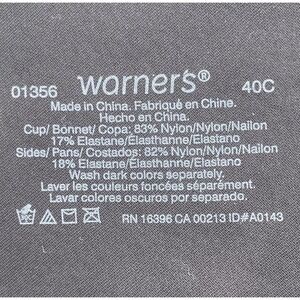 01356 warners® 40C
Made in China. Fabriqué en Chine.
Hecho en China.
Cup/ Bonnet/ Copa: 83% Nylon/Nylon/Nailon
17% Elastane/Élasthanne/Elastano
Sides/ Pans/ Costados: 82% Nylon/Nylon/Nailon
18% Elastane/Élasthanne/Elastano
Wash dark colors separately.
Laver les couleurs foncées séparément.
Lavar los colores oscuros por separado.
RN 16396 CA 00213 ID#A0143